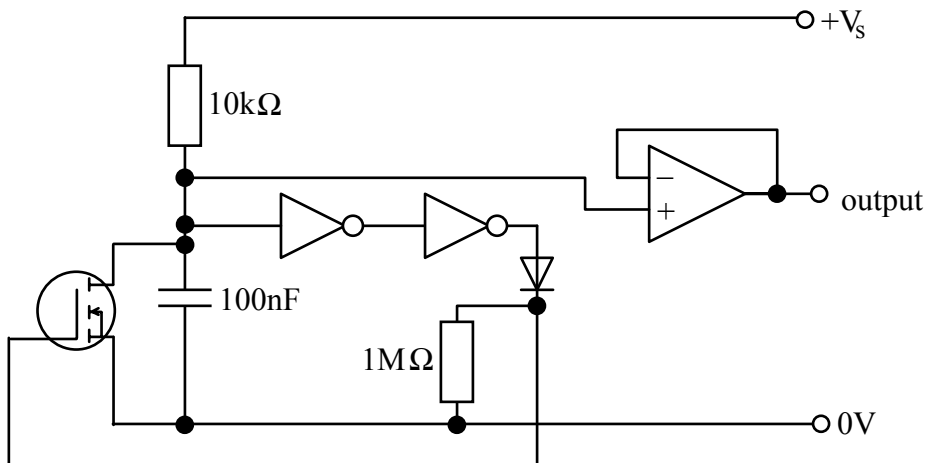 +Vs
10kΩ
−
+
output
100nF
1MΩ
0V